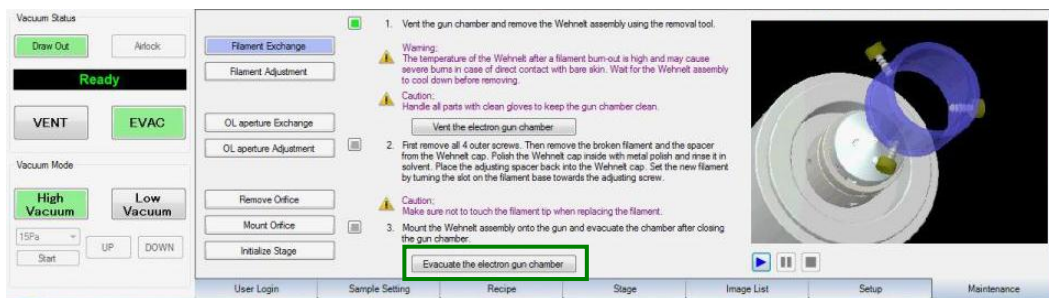 Vacuum Status
Draw Out
Airlock
Ready
VENT
EVAC
Vacuum Mode
High
Vacuum
Low
Vacuum
15Pa
UP
DOWN
Start
Filament Exchange
Filament Adjustment
OL aperture Exchange
OL aperture Adjustment
Remove Orifice
Mount Orifice
Initialize Stage
1. Vent the gun chamber and remove the Wehnelt assembly using the removal tool.
Warning:
The temperature of the Wehnelt after a filament burn-out is high and may cause
severe burns in case of direct contact with bare skin. Wait for the Wehnelt assembly
to cool down before removing.
Caution:
Handle all parts with clean gloves to keep the gun chamber clean.
Vent the electron gun chamber
2. First remove all 4 outer screws. Then remove the broken filament and the spacer
from the Wehnelt cap. Polish the Wehnelt cap inside with metal polish and rinse it in
solvent. Place the adjusting spacer back into the Wehnelt cap. Set the new filament
by turning the slot on the filament base towards the adjusting screw.
Caution:
Make sure not to touch the filament tip when replacing the filament.
3. Mount the Wehnelt assembly onto the gun and evacuate the chamber after closing
the gun chamber.
Evacuate the electron gun chamber
User Login
Sample Setting
Recipe
Stage
Image List
Setup
Maintenance